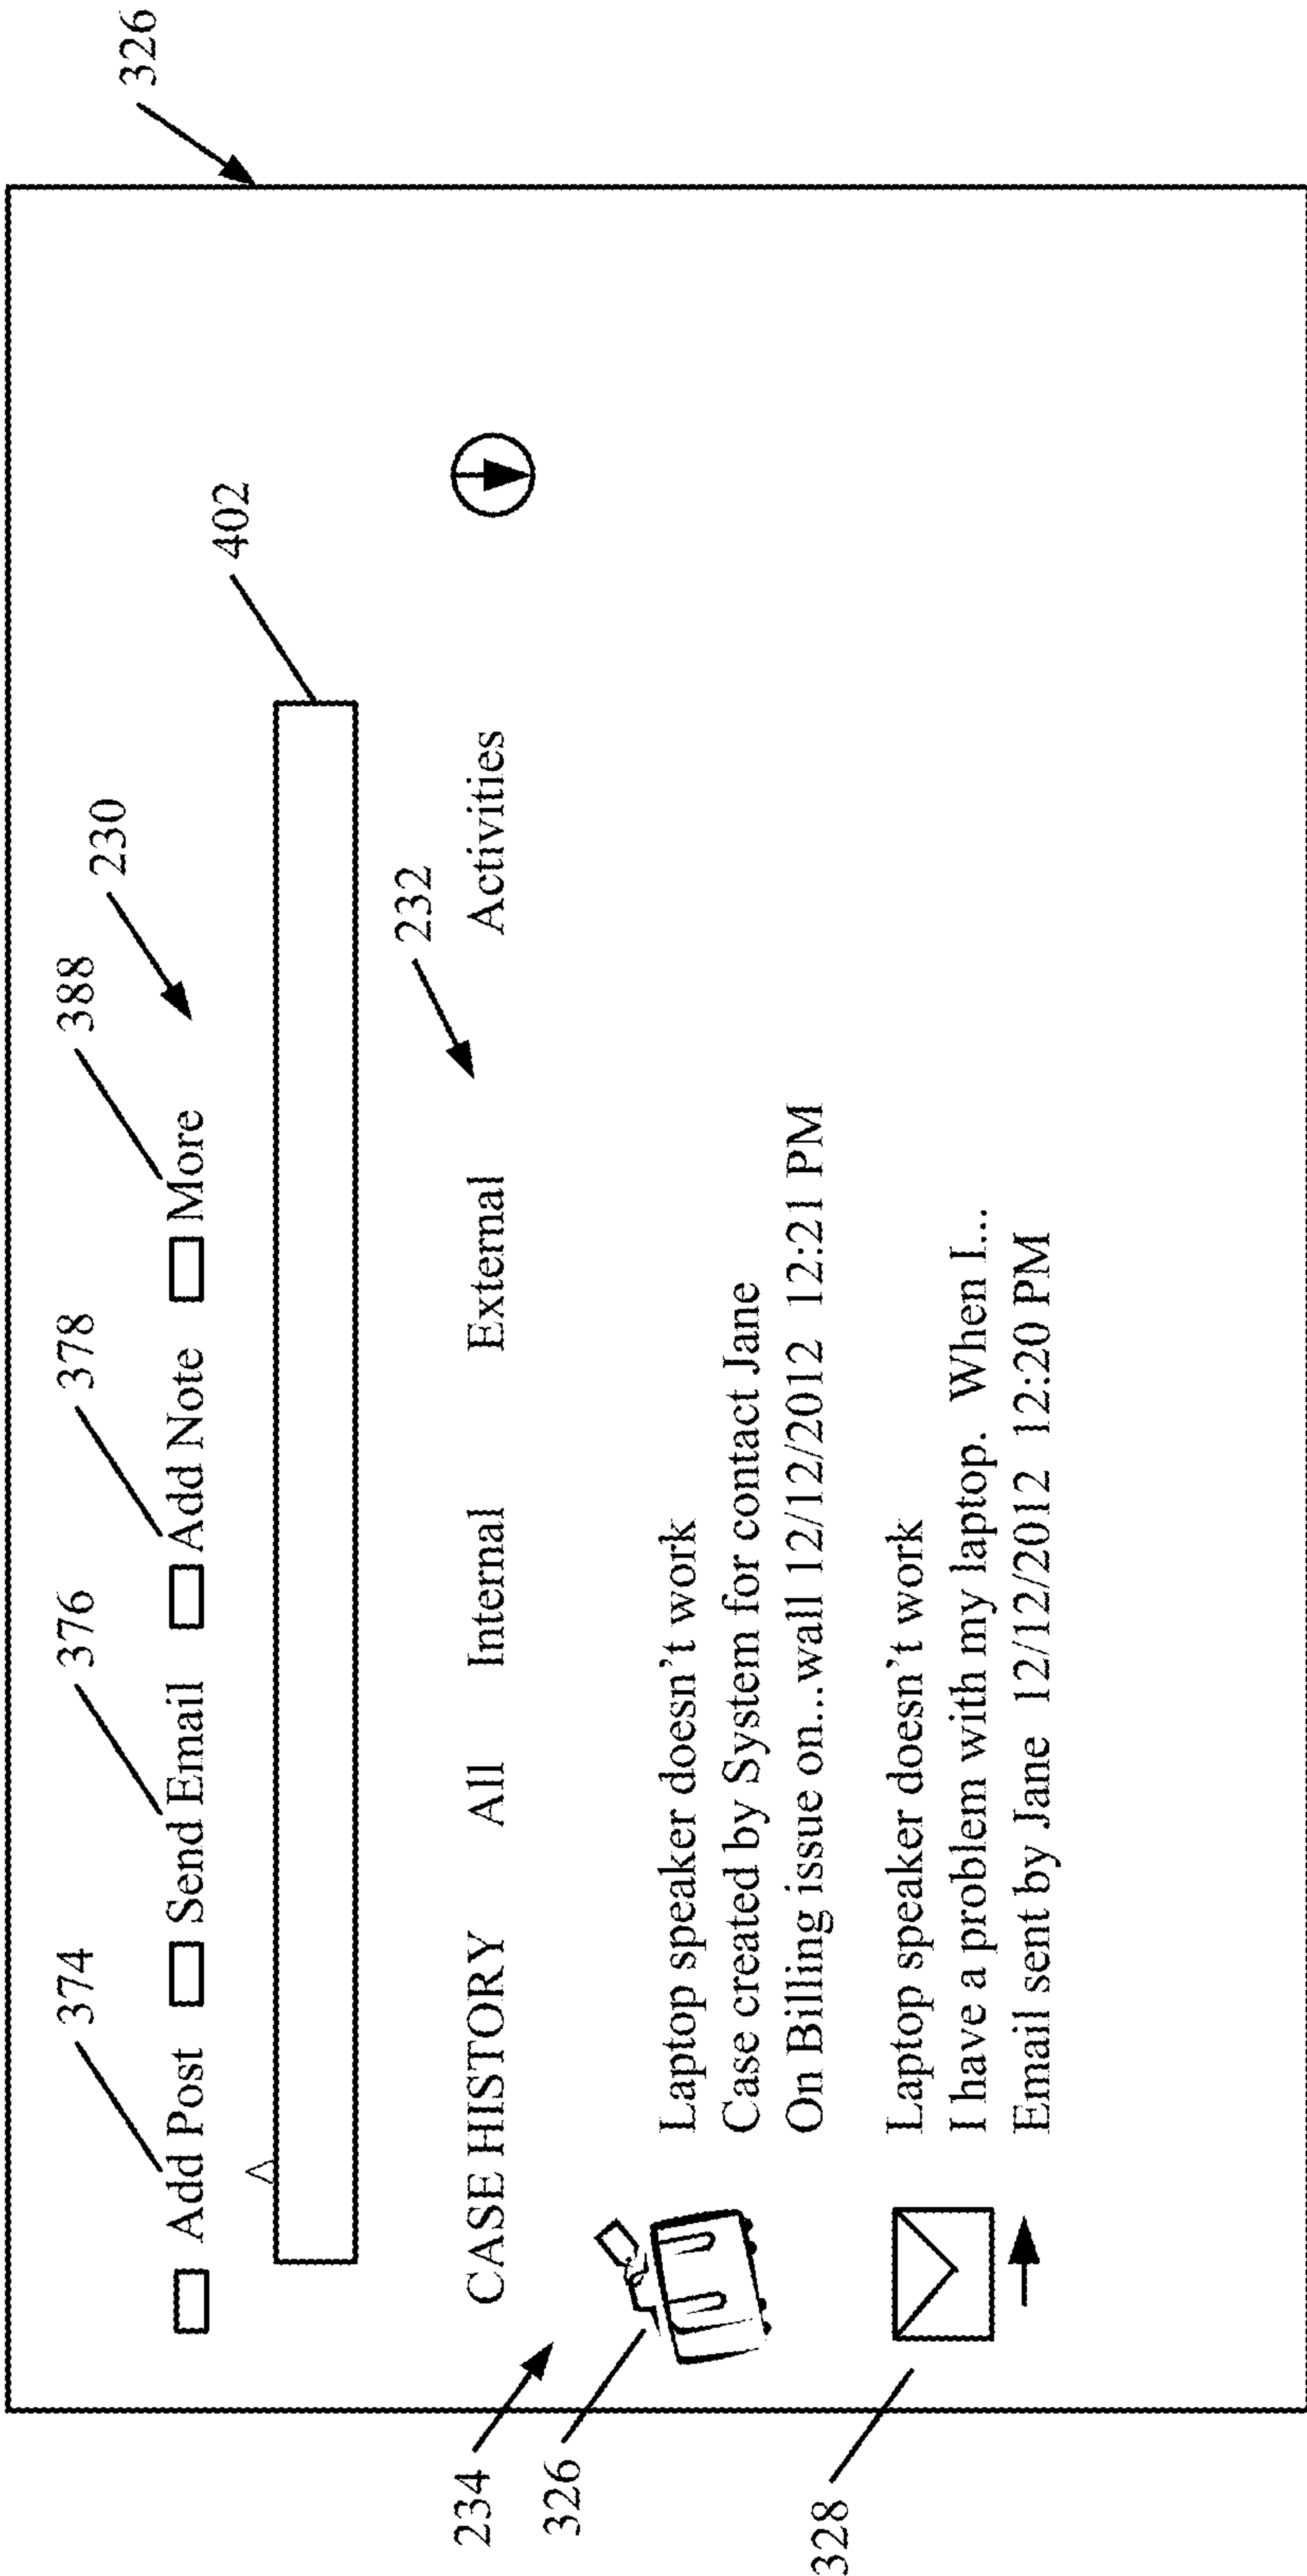 326
374 376 378 388
230
Add Post Send Email Add Note More
402
232
CASE HISTORY All Internal External Activities
234
326
Laptop speaker doesn’t work
Case created by System for contact Jane
On Billing issue on...wall 12/12/2012 12:21 PM
328
Laptop speaker doesn’t work
I have a problem with my laptop. When I...
Email sent by Jane 12/12/2012 12:20 PM